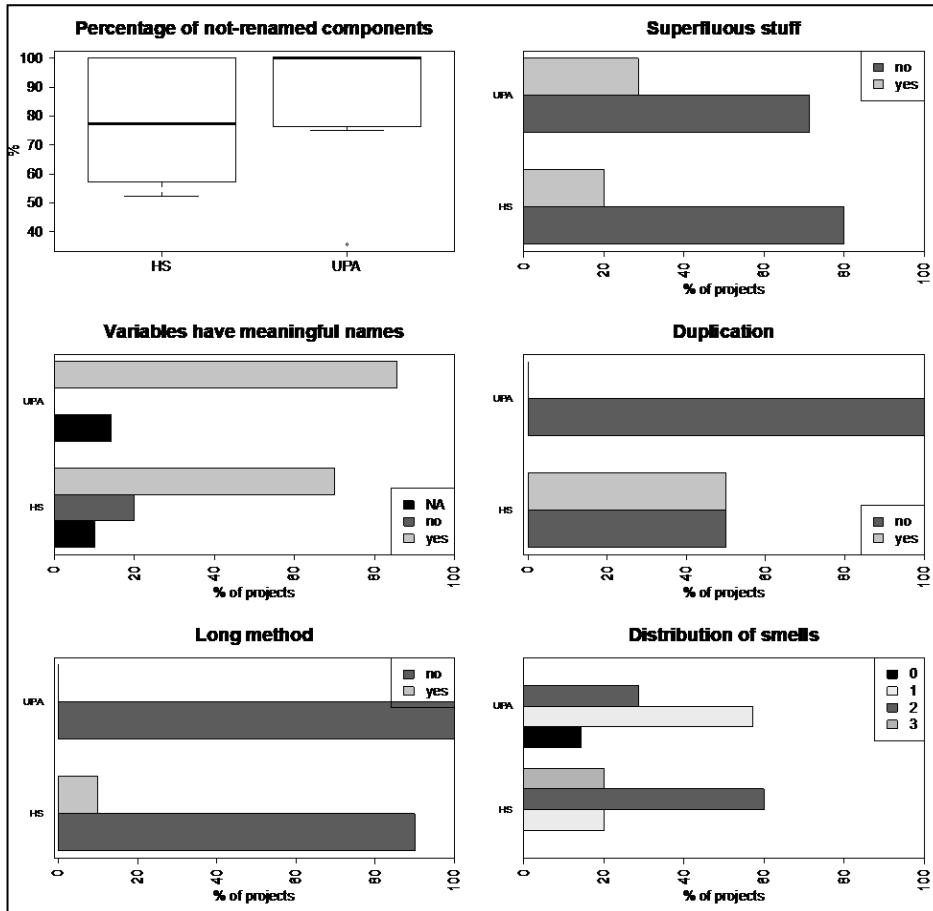 Percentage of not-renamed components
100
90
80
70
60
50
40
%
HS
UPA
Superfluous stuff
no
yes
UPA
HS
0
20
40
60
80
100
% of projects
Variables have meaningful names
UPA
HS
NA
no
yes
0
20
40
60
80
100
% of projects
Duplication
UPA
HS
no
yes
0
20
40
60
80
100
% of projects
Long method
no
yes
UPA
HS
0
20
40
60
80
100
% of projects
Distribution of smells
0
1
2
3
UPA
HS
0
20
40
60
80
100
% of projects